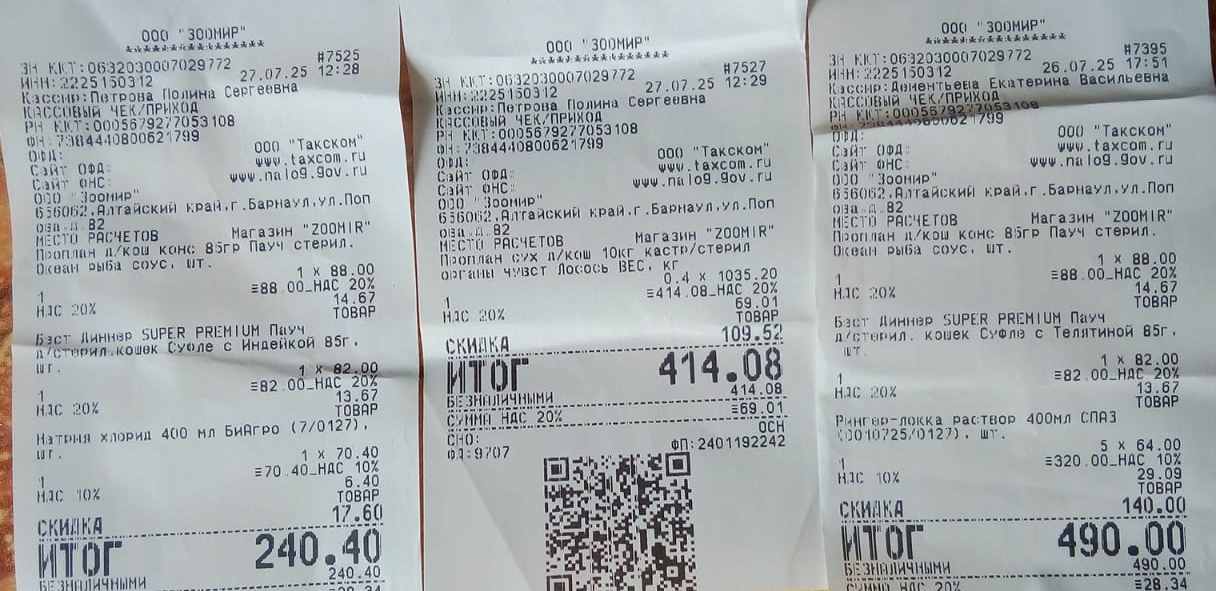 ООО "ЗООМИР"
****************
ЗН ККТ:0632030007029772 #7525
ИНН:2225150312 27.07.25 12:28
Кассир:Петрова Полина Сергеевна
КАССОВЫЙ ЧЕК/ПРИХОД
РН ККТ:0005679277053108
ФН:7384440800621799
ОФД: ООО "Такском"
Сайт ОФД: www.taxcom.ru
Сайт ФНС: www.nalog.gov.ru
ООО "Зоомир"
656062,Алтайский край,г.Барнаул,ул.Поп
ова.д.82
МЕСТО РАСЧЕТОВ Магазин "ZOOMIR"
Проплан д/кош конс 85гр Пауч стерил.
Океан рыба соус, шт.
1 x 88.00
1 ≡88.00_НДС 20%
НДС 20% 14.67
ТОВАР
Бэст Диннер SUPER PREMIUM Пауч
д/стерил.кошек Суфле с Индейкой 85г,
шт.
1 x 82.00
1 ≡82.00_НДС 20%
НДС 20% 13.67
ТОВАР
Натрия хлорид 400 мл БиАгро (7/0127),
шт.
1 x 70.40
1 ≡70.40_НДС 10%
НДС 10% 6.40
ТОВАР
СКИДКА 17.60
ИТОГ 240.40
БЕЗНАЛИЧНЫМИ 240.40
ООО "ЗООМИР"
****************
ЗН ККТ:0632030007029772 #7527
ИНН:2225150312 27.07.25 12:29
Кассир:Петрова Полина Сергеевна
КАССОВЫЙ ЧЕК/ПРИХОД
РН ККТ:0005679277053108
ФН:7384440800621799
ОФД: ООО "Такском"
Сайт ОФД: www.taxcom.ru
Сайт ФНС: www.nalog.gov.ru
ООО "Зоомир"
656062,Алтайский край,г.Барнаул,ул.Поп
ова.д.82
МЕСТО РАСЧЕТОВ Магазин "ZOOMIR"
Проплан сух д/кош 10кг кастр/стерил
органы чувст Лосось ВЕС, кг
0.4 x 1035.20
1 ≡414.08_НДС 20%
НДС 20% 69.01
ТОВАР
СКИДКА 109.52
ИТОГ 414.08
БЕЗНАЛИЧНЫМИ 414.08
СУММА НДС 20% ≡69.01
СНО: ОСН
ФД:9707 ФП:2401192242
ООО "ЗООМИР"
****************
ЗН ККТ:0632030007029772 #7395
ИНН:2225150312 26.07.25 17:51
Кассир:Дементьева Екатерина Васильевна
КАССОВЫЙ ЧЕК/ПРИХОД
РН ККТ:0005679277053108
ФН:7384440800621799
ОФД: ООО "Такском"
Сайт ОФД: www.taxcom.ru
Сайт ФНС: www.nalog.gov.ru
ООО "Зоомир"
656062,Алтайский край,г.Барнаул,ул.Поп
ова.д.82
МЕСТО РАСЧЕТОВ Магазин "ZOOMIR"
Проплан д/кош конс 85гр Пауч стерил.
Океан рыба соус, шт.
1 x 88.00
1 ≡88.00_НДС 20%
НДС 20% 14.67
ТОВАР
Бэст Диннер SUPER PREMIUM Пауч
д/стерил. кошек Суфле с Телятиной 85г,
шт.
1 x 82.00
1 ≡82.00_НДС 20%
НДС 20% 13.67
ТОВАР
Рингер-локка раствор 400мл СПАЗ
(0010725/0127), шт.
5 x 64.00
1 ≡320.00_НДС 10%
НДС 10% 29.09
ТОВАР
СКИДКА 140.00
ИТОГ 490.00
БЕЗНАЛИЧНЫМИ 490.00
СУММА НДС 20% ≡28.34